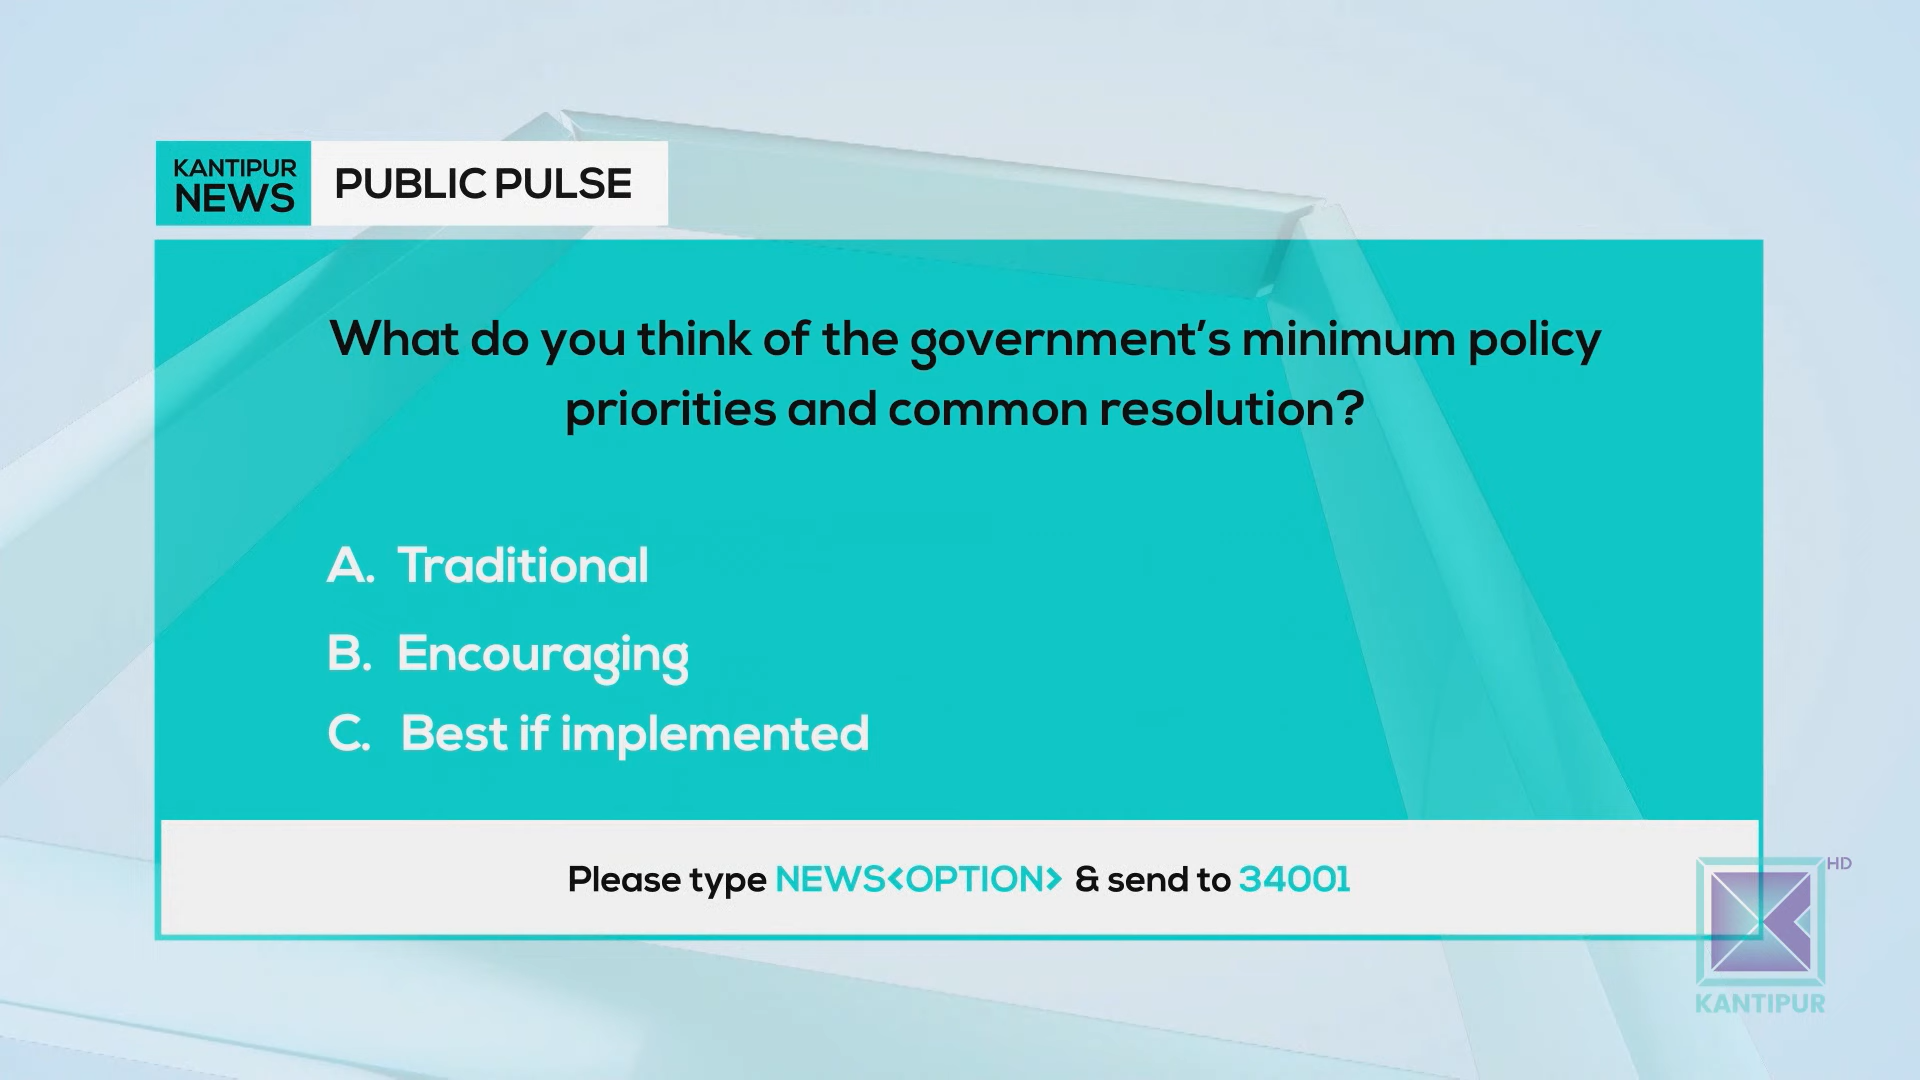 KANTIPUR
NEWS
PUBLIC PULSE
What do you think of the government's minimum policy
priorities and common resolution?
A. Traditional
B. Encouraging
C. Best if implemented
Please type NEWS<OPTION> & send to 34001
HD
KANTIPUR